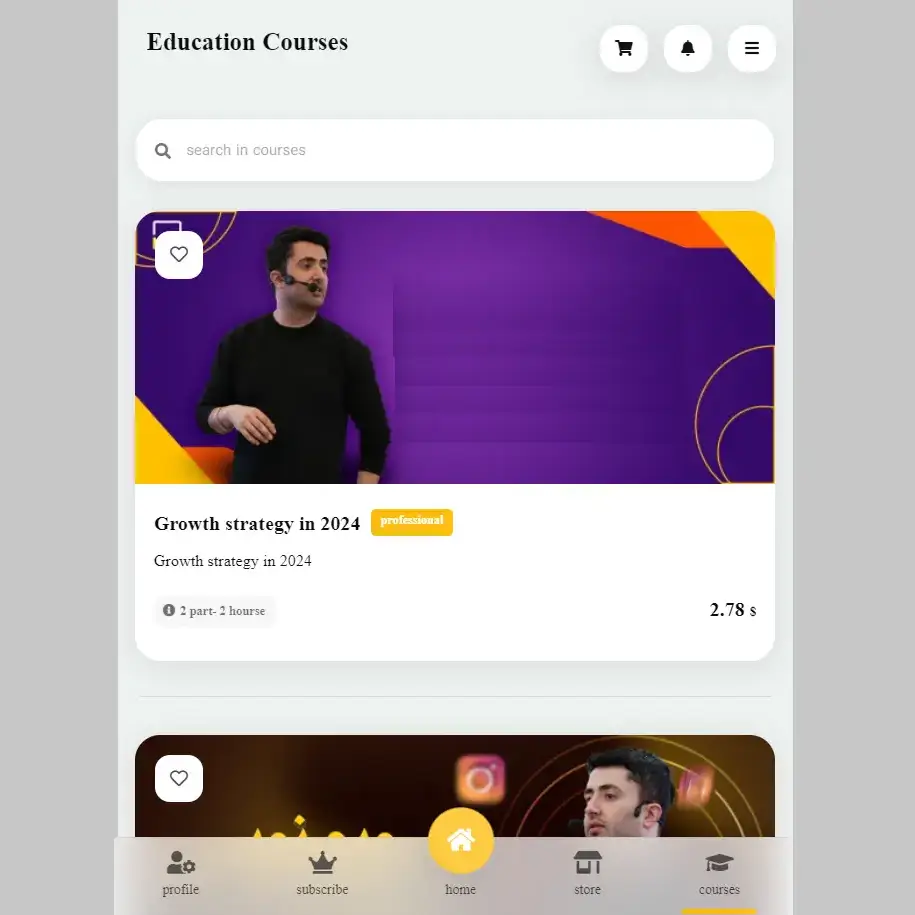 Education Courses
search in courses
Growth strategy in 2024 professional
Growth strategy in 2024
2 part- 2 hourse
2.78 $
profile
subscribe
home
store
courses